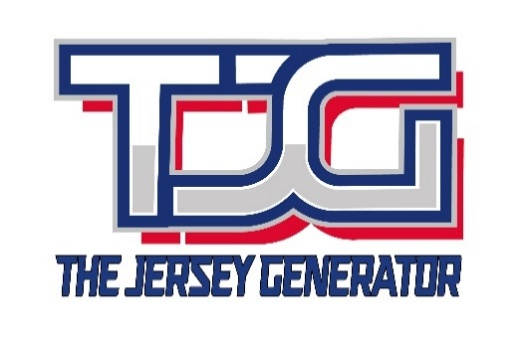 TJG
THE JERSEY GENERATOR